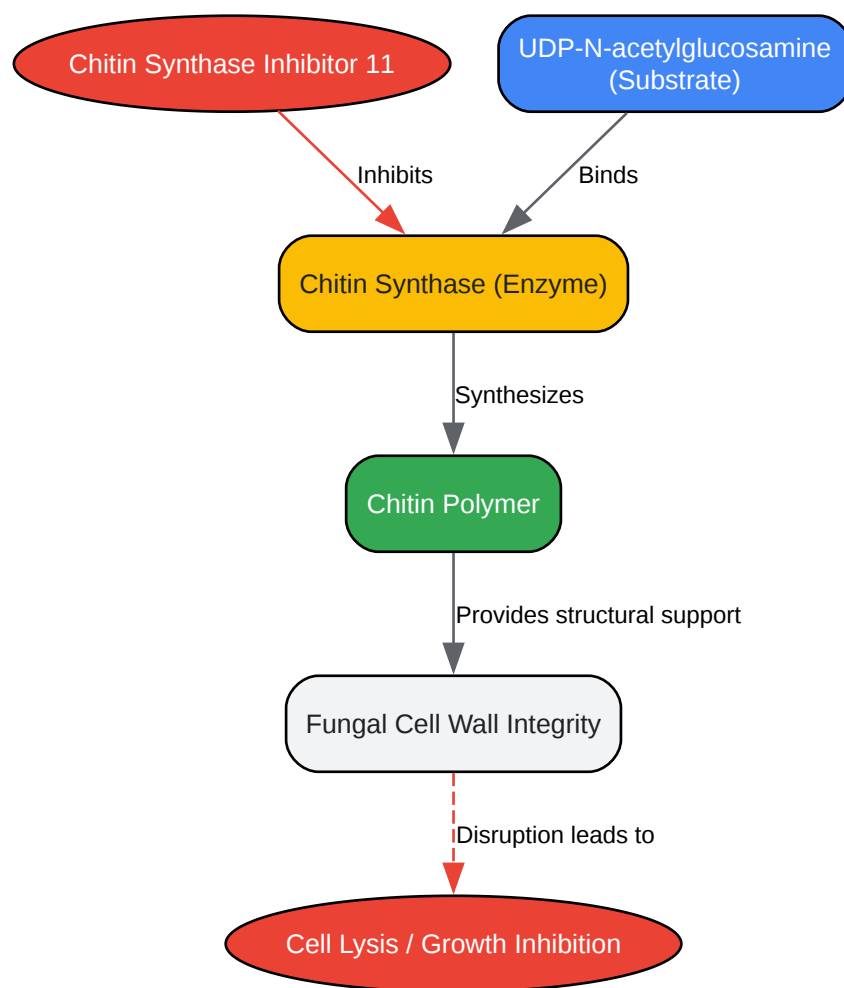 Chitin Synthase Inhibitor 11
UDP-N-acetylglucosamine
(Substrate)
Inhibits
Binds
Chitin Synthase (Enzyme)
Synthesizes
Chitin Polymer
Provides structural support
Fungal Cell Wall Integrity
Disruption leads to
Cell Lysis / Growth Inhibition